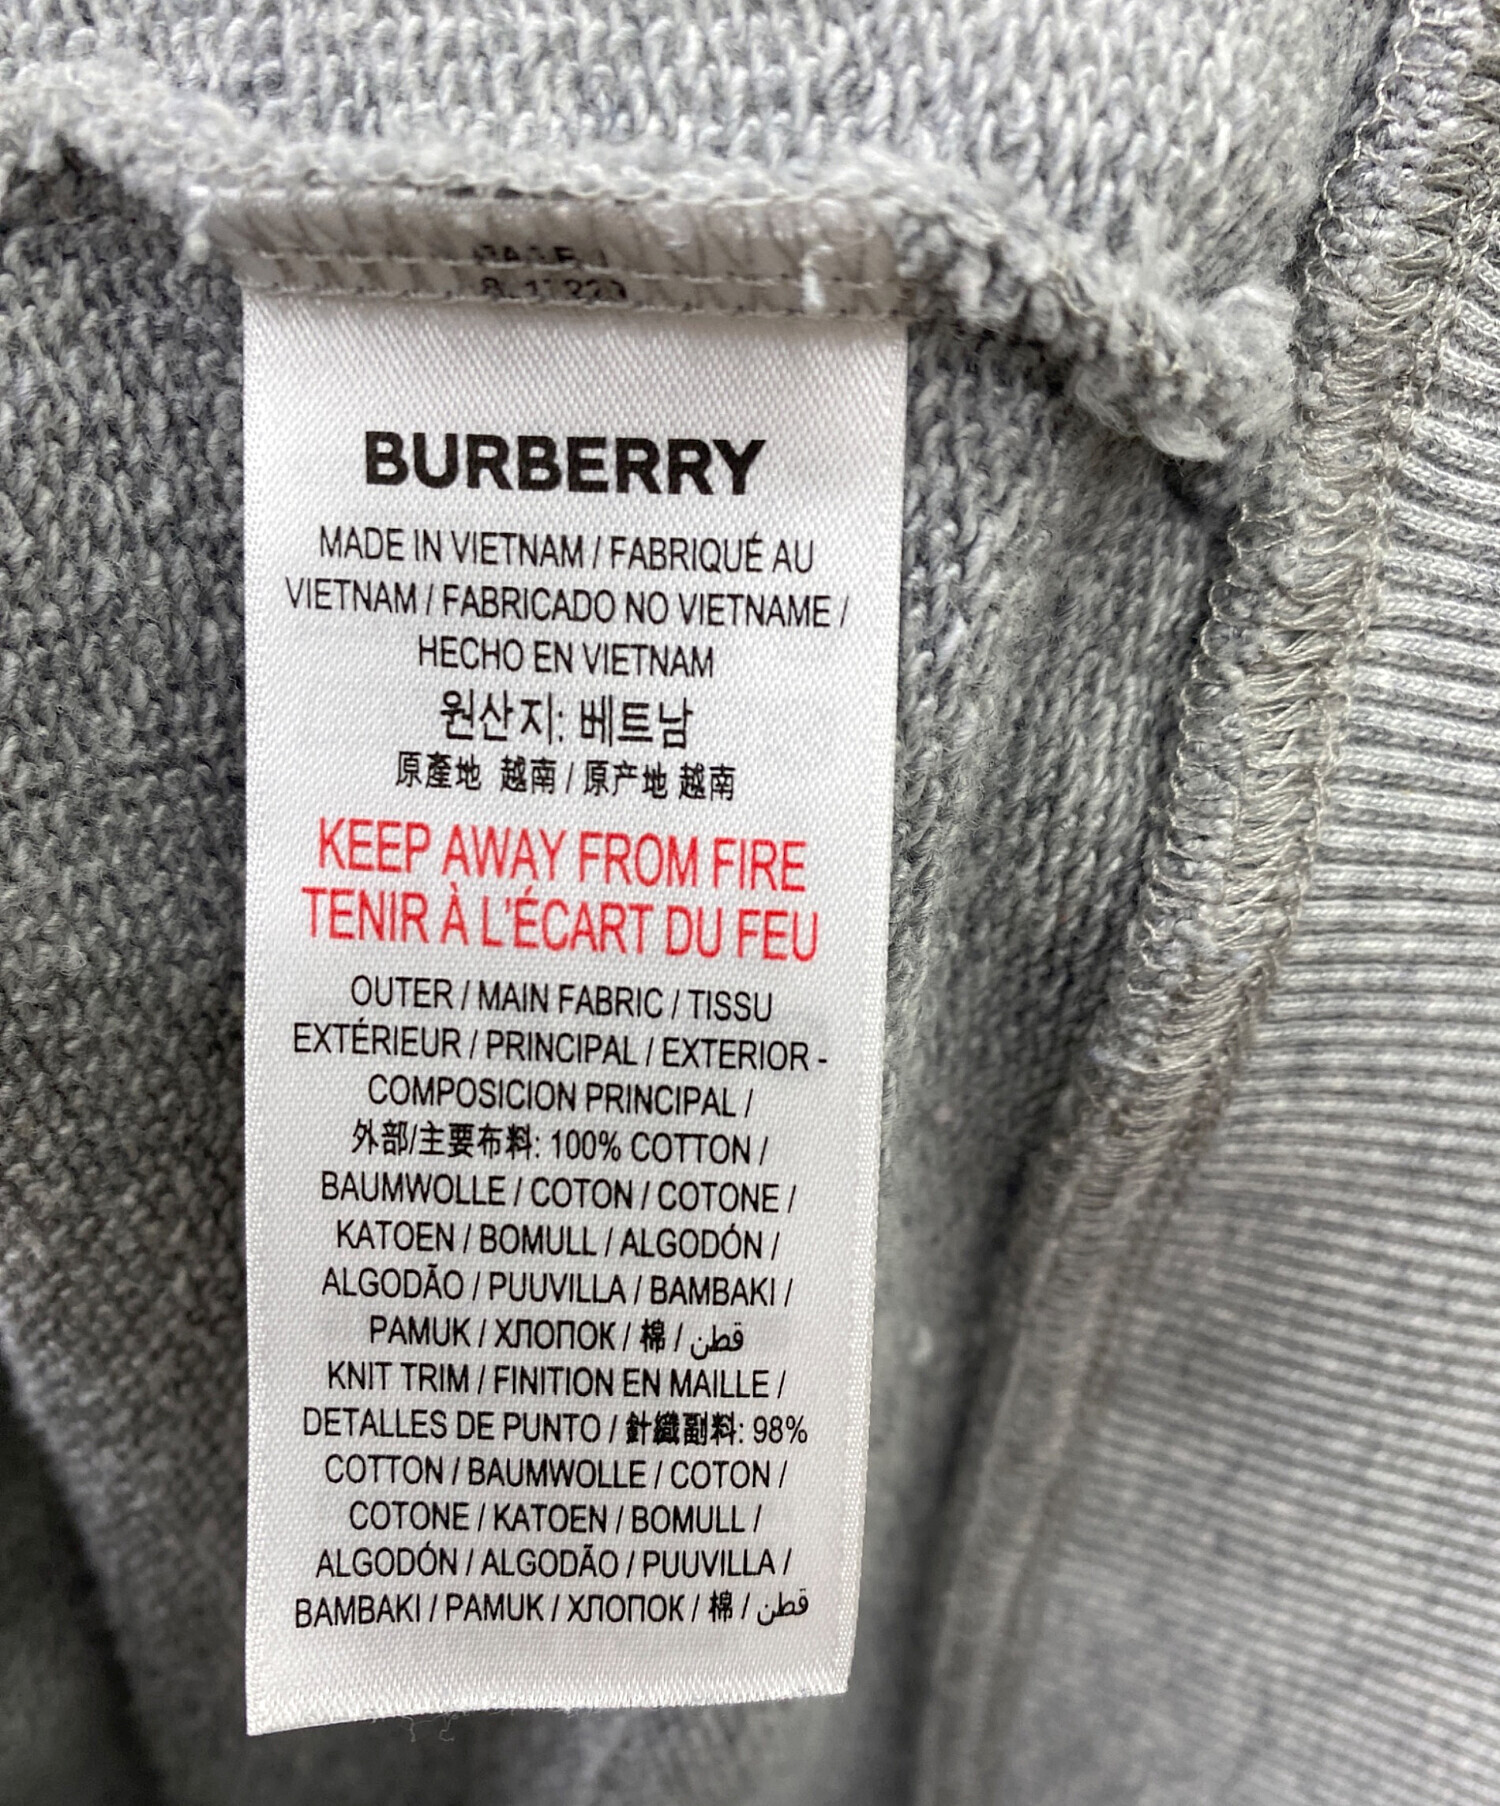 BURBERRY
MADE IN VIETNAM / FABRIQUÉ AU
VIETNAM / FABRICADO NO VIETNAME /
HECHO EN VIETNAM
원산지: 베트남
原產地 越南 / 原产地 越南
KEEP AWAY FROM FIRE
TENIR À L'ÉCART DU FEU
OUTER / MAIN FABRIC / TISSU
EXTÉRIEUR / PRINCIPAL / EXTERIOR -
COMPOSICION PRINCIPAL /
外部/主要布料: 100% COTTON /
BAUMWOLLE / COTON / COTONE /
KATOEN / BOMULL / ALGODÓN /
ALGODÃO / PUUVILLA / BAMBAKI /
PAMUK / ХЛОПОК / 棉 / قطن
KNIT TRIM / FINITION EN MAILLE /
DETALLES DE PUNTO / 針織副料: 98%
COTTON / BAUMWOLLE / COTON /
COTONE / KATOEN / BOMULL /
ALGODÓN / ALGODÃO / PUUVILLA /
BAMBAKI / PAMUK / ХЛОПОК / 棉 / قطن